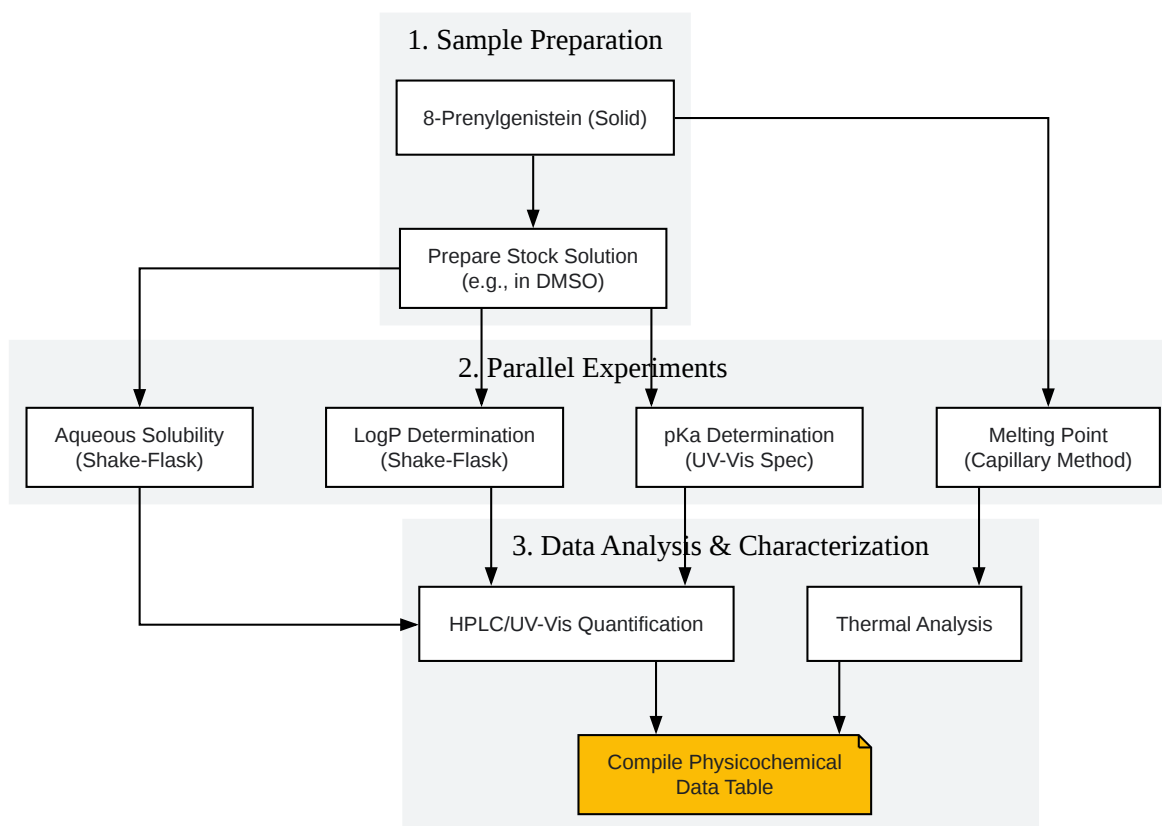 1. Sample Preparation
8-Prenylgenistein (Solid)
Prepare Stock Solution
(e.g., in DMSO)
2. Parallel Experiments
Aqueous Solubility
(Shake-Flask)
LogP Determination
(Shake-Flask)
pKa Determination
(UV-Vis Spec)
Melting Point
(Capillary Method)
3. Data Analysis & Characterization
HPLC/UV-Vis Quantification
Thermal Analysis
Compile Physicochemical
Data Table